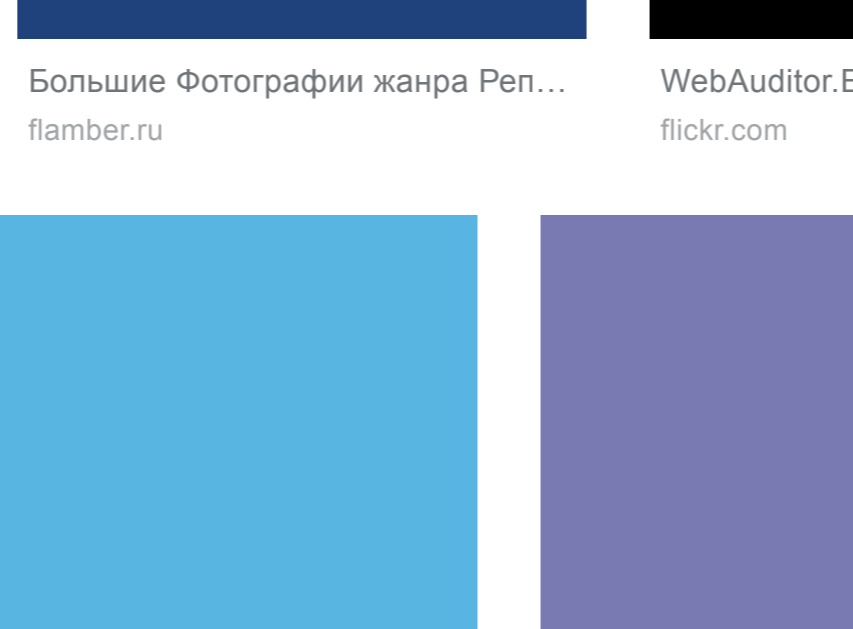 Большие Фотографии жанра Реп…
flamber.ru
WebAuditor.
flickr.com